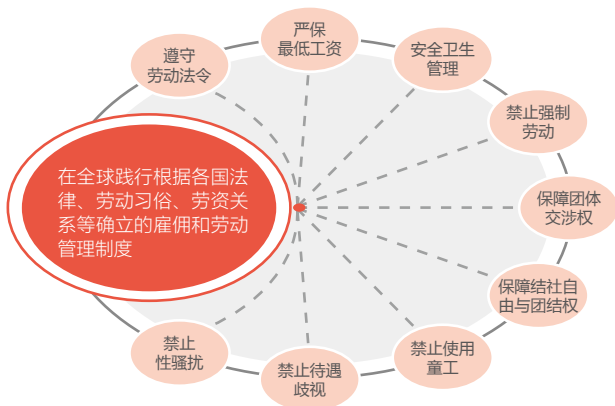 遵守
劳动法令
严保
最低工资
安全卫生
管理
禁止强制
劳动
保障团体
交涉权
保障结社自
由与团结权
禁止使用
童工
禁止待遇
歧视
禁止
性骚扰
在全球践行根据各国法
律、劳动习俗、劳资关
系等确立的雇佣和劳动
管理制度